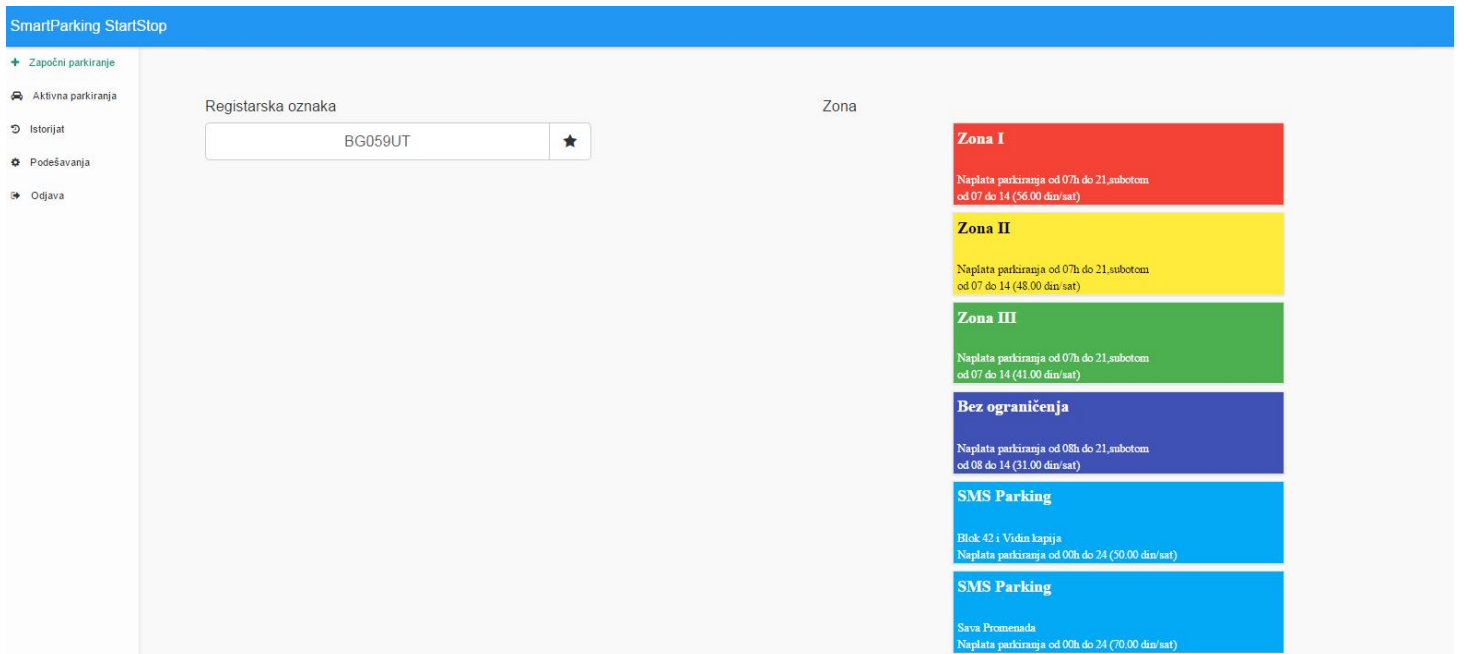 SmartParking StartStop
Započni parkiranje
Aktivna parkiranja
Istorijat
Podešavanja
Odjava
Registarska oznaka
BG059UT
Zona
Zona I
Naplata parkiranja od 07h do 21,subotom
od 07 do 14 (56.00 din/sat)
Zona II
Naplata parkiranja od 07h do 21,subotom
od 07 do 14 (48.00 din/sat)
Zona III
Naplata parkiranja od 07h do 21,subotom
od 07 do 14 (41.00 din/sat)
Bez ograničenja
Naplata parkiranja od 08h do 21,subotom
od 08 do 14 (31.00 din/sat)
SMS Parking
Blok 42 i Vidin kapija
Naplata parkiranja od 00h do 24 (50.00 din/sat)
SMS Parking
Sava Promenada
Naplata parkiranja od 00h do 24 (70.00 din/sat)